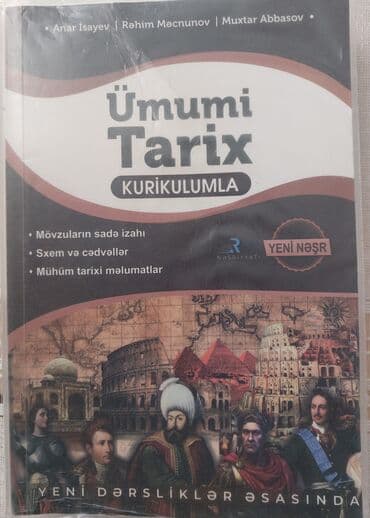 • Anar İsayev | Rəhim Məcnunov | Muxtar Abbasov •
Ümumi
Tarix
KURİKULUMLA
• Mövzuların sadə izahı
• Sxem və cədvəllər
• Mühüm tarixi məlumatlar
YENİ NƏŞR
YENİ DƏRSLİKLƏR ƏSASINDA